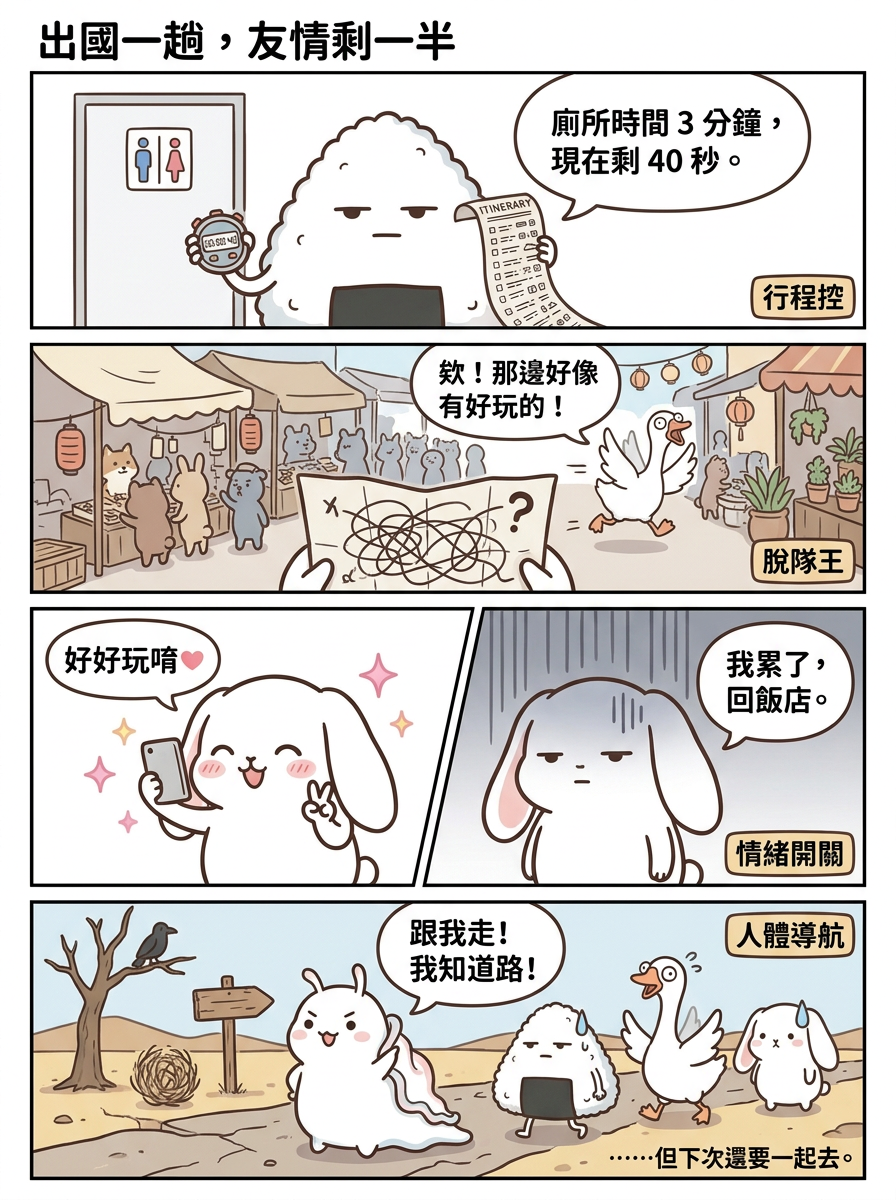 出國一趟，友情剩一半
廁所時間 3 分鐘，
現在剩 40 秒。
ITINERARY
行程控
欸！那邊好像
有好玩的！
?
脫隊王
好好玩唷
我累了，
回飯店。
情緒開關
跟我走！
我知道路！
人體導航
⋯⋯但下次還要一起去。